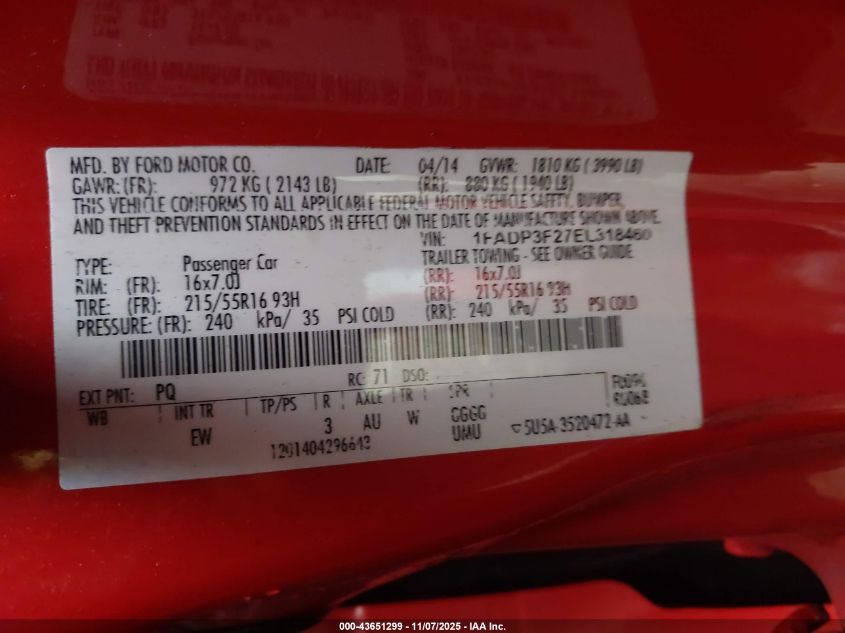 MFD. BY FORD MOTOR CO. DATE: 04/14 GVWR: 1810 KG ( 3990 LB)
GAWR: (FR): 972 KG ( 2143 LB) (RR): 880 KG ( 1940 LB)
THIS VEHICLE CONFORMS TO ALL APPLICABLE FEDERAL MOTOR VEHICLE SAFETY, BUMPER,
AND THEFT PREVENTION STANDARDS IN EFFECT ON THE DATE OF MANUFACTURE SHOWN ABOVE.
VIN: 1FADP3F27EL318460
TYPE: Passenger Car TRAILER TOWING - SEE OWNER GUIDE
RIM: (FR): 16x7.0J (RR): 16x7.0J
TIRE: (FR): 215/55R16 93H (RR): 215/55R16 93H
PRESSURE: (FR): 240 kPa/ 35 PSI COLD (RR): 240 kPa/ 35 PSI COLD
EXT PNT: PQ RC: 71 DSO:
WB INT TR TP/PS R AXLE TR SPR
EW 3 AU W GGGG
UMU 5U5A-3520472-AA
1201404296643
000-43651299 - 11/07/2025 - IAA Inc.